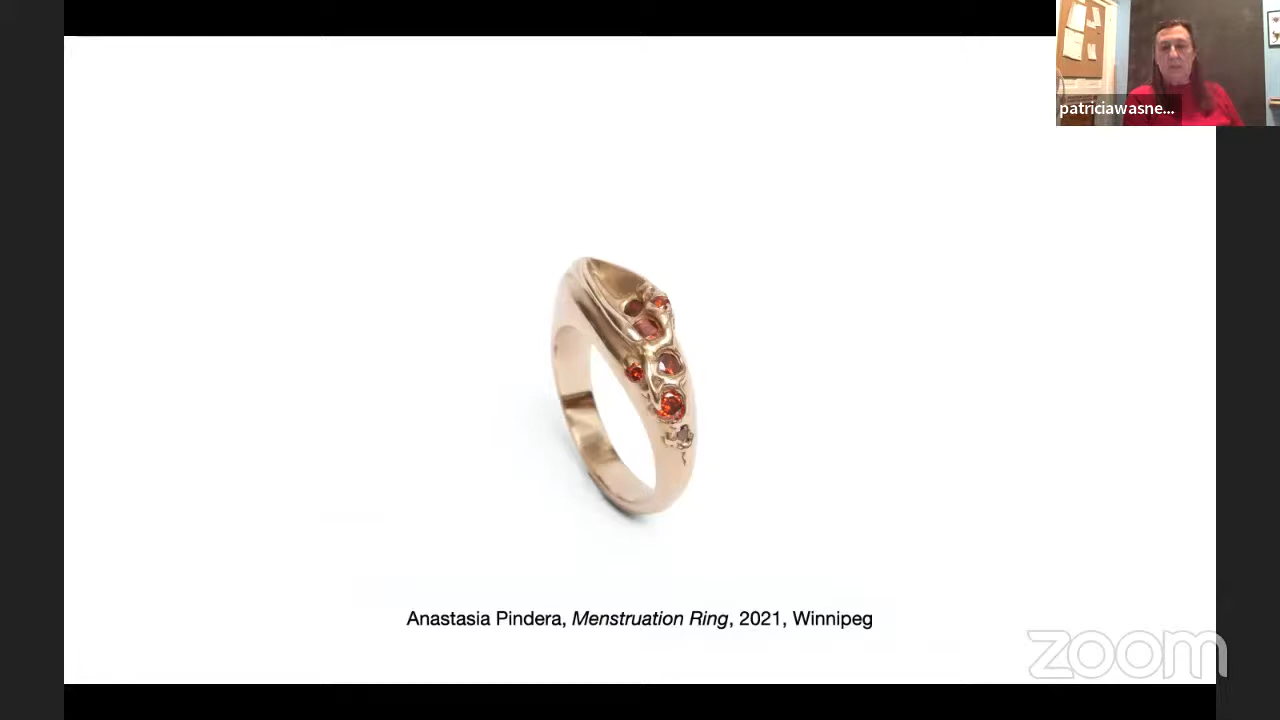 patriciawasne...
Anastasia Pindera, Menstruation Ring, 2021, Winnipeg
zoom